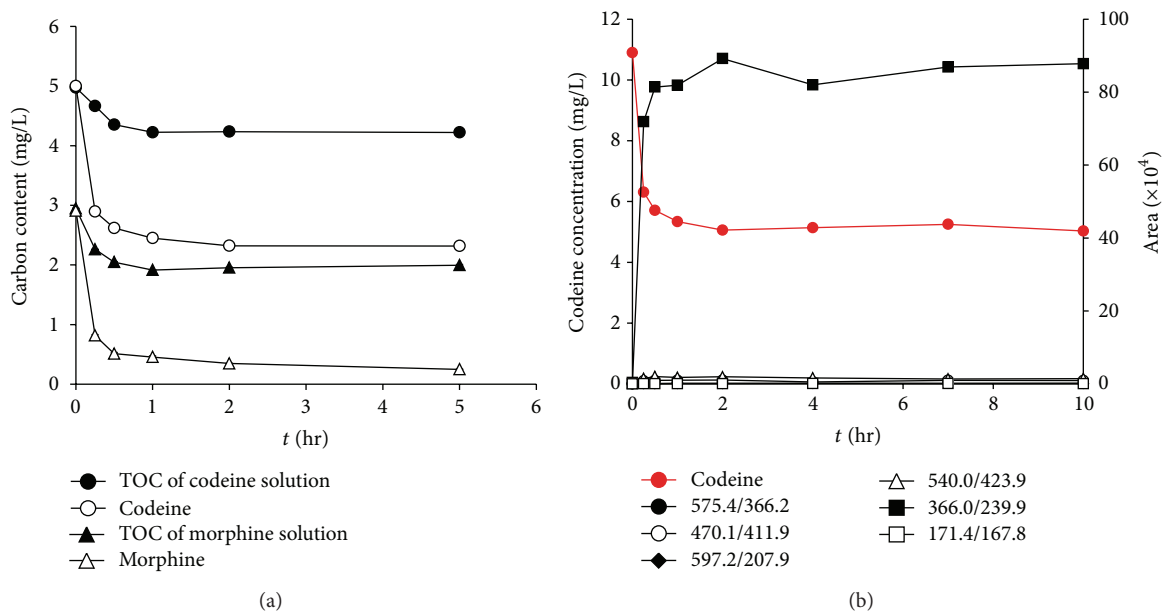 6
5
4
3
2
1
0
Carbon content (mg/L)
0 1 2 3 4 5 6
t (hr)
TOC of codeine solution
Codeine
TOC of morphine solution
Morphine
(a)
12
10
8
6
4
2
0
Codeine concentration (mg/L)
100
80
60
40
20
0
Area (×10⁴)
0 2 4 6 8 10
t (hr)
Codeine
575.4/366.2
470.1/411.9
597.2/207.9
540.0/423.9
366.0/239.9
171.4/167.8
(b)